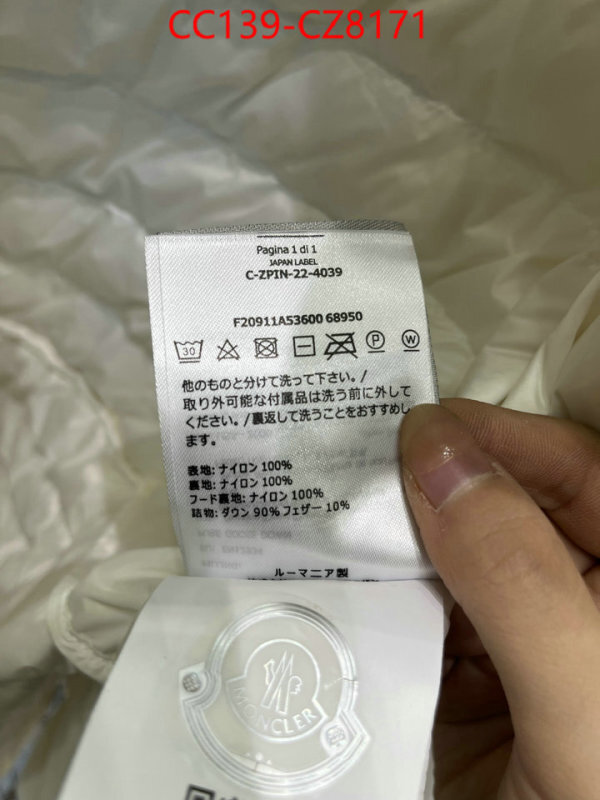 CC139-CZ8171
Pagina 1 di 1
JAPAN LABEL
C-ZPIN-22-4039
F20911A53600 68950
30
P
W
他のものと分けて洗って下さい。/
取り外可能な付属品は洗う前に外して
ください。/裏返して洗うことをおすすめし
ます。
表地: ナイロン 100%
裏地: ナイロン 100%
フード裏地: ナイロン 100%
詰物: ダウン 90% フェザー 10%
ルーマニア製
MONCLER